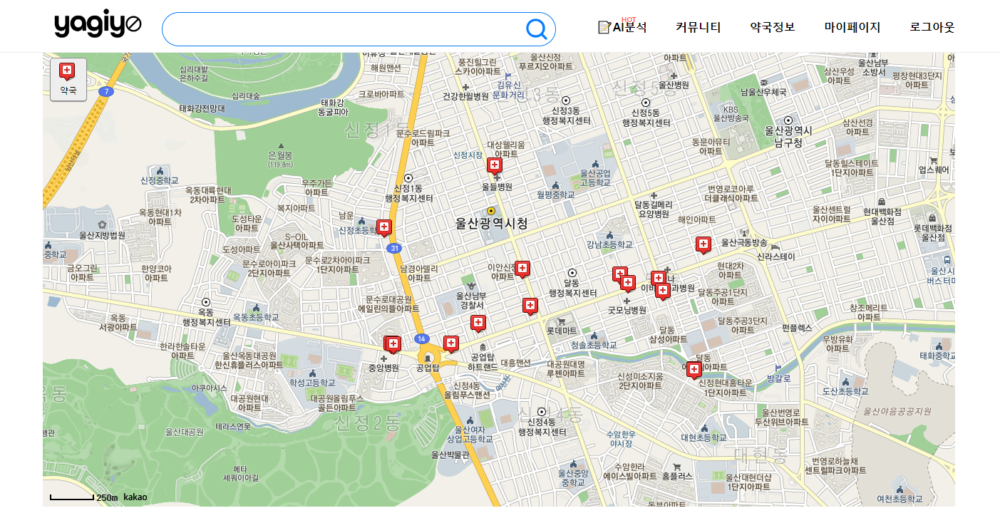 yagiyo
HOT
AI분석
커뮤니티
약국정보
마이페이지
로그아웃
약국
7
십리대밭
은하수길
해원맨션
풍진힐그린
스카이아파트
울산신정
푸르지오아파트
아파트
울산남부
소방서
삼산우성
아파트
평창현대3단지
아파트
십리대숲
크로바아파트
김유신
문화거리
건강한월병원
신정3동
울산병원
신정5동
남울산우체국
태화강전망대
태화강
동굴피아
신정3동
행정복지센터
신정5동
행정복지센터
KBS
울산방송국
울산광역시
남구청
삼산선경
아파트
신정1동
문수로드림파크
아파트
은월봉
(119.8m)
신정시장
대상웰리움
아파트
동문아뮤티
아파트
신정중학교
울산공업
고등학교
달동힐스테이트
1단지아파트
업스퀘어
옥동대륙현대
2차아파트
우주가든
아파트
신정1동
행정복지센터
울들병원
월평중학교
번영로코아루
더클래식아파트
달동길메리
요양병원
옥동현대1차
아파트
복지아파트
남운
신정초등학
도성타운
아파트
울산광역시청
해인아파트
울산센트럴
자이아파트
현대백화점
울산점
롯데백화점
울산점
울산지방법원
S-OIL
울산사택아파트
강남초등학교
울산극동방송
중학교
도성아파트
31
신라스테이
문수로아이파크
2단지아파트
문수로2차아이파크
1단지아파트
남경아델리
아파트
이안신정
아파트
현대2차
아파트
금오그린
아파트
한양코아
아파트
달동
행정복지센터
울산남부
경찰서
문수로대공원
에일린의뜰아파트
달동주공1단지
아파트
굿모닝병원
옥동
행정복지센터
옥동초등학교
옥동
서광아파트
창조메리트
아파트
롯데마트
달동주공3단지
아파트
펀플렉스
14
청솔초등학교
달동
삼성아파트
우방유화
아파트
한라한솔타운
아파트
울산옥동대공원
한신휴플러스아파트
중앙병원
공업탑
공업탑
하트랜드
대흥맨션
대공원대명
루첸아파트
태화중학교
신정미소지움
2단지아파트
신정현대홈타운
1단지아파트
방갈로
학성고등학교
아쿠아시스
신정4동
올림푸스맨션
여천천
도산초등학교
대공원현대
아파트
대공원올림푸스
골든아파트
신정2동
신정4동
신정4동
행정복지센터
울산번영로
두산위브아파트
울산야음공공지원
테라스연못
울산대공원
울산여자
상업고등학교
수암한우
야시장
대현초등학교
대현동
울산박물관
번영로하늘채
센트럴파크아파트
메타
세쿼이아길
울산중앙
중학교
수암한라
에이스빌아파트
홈플러스
울산대현더샵
1단지아파트
여천초등학교
250m
kakao